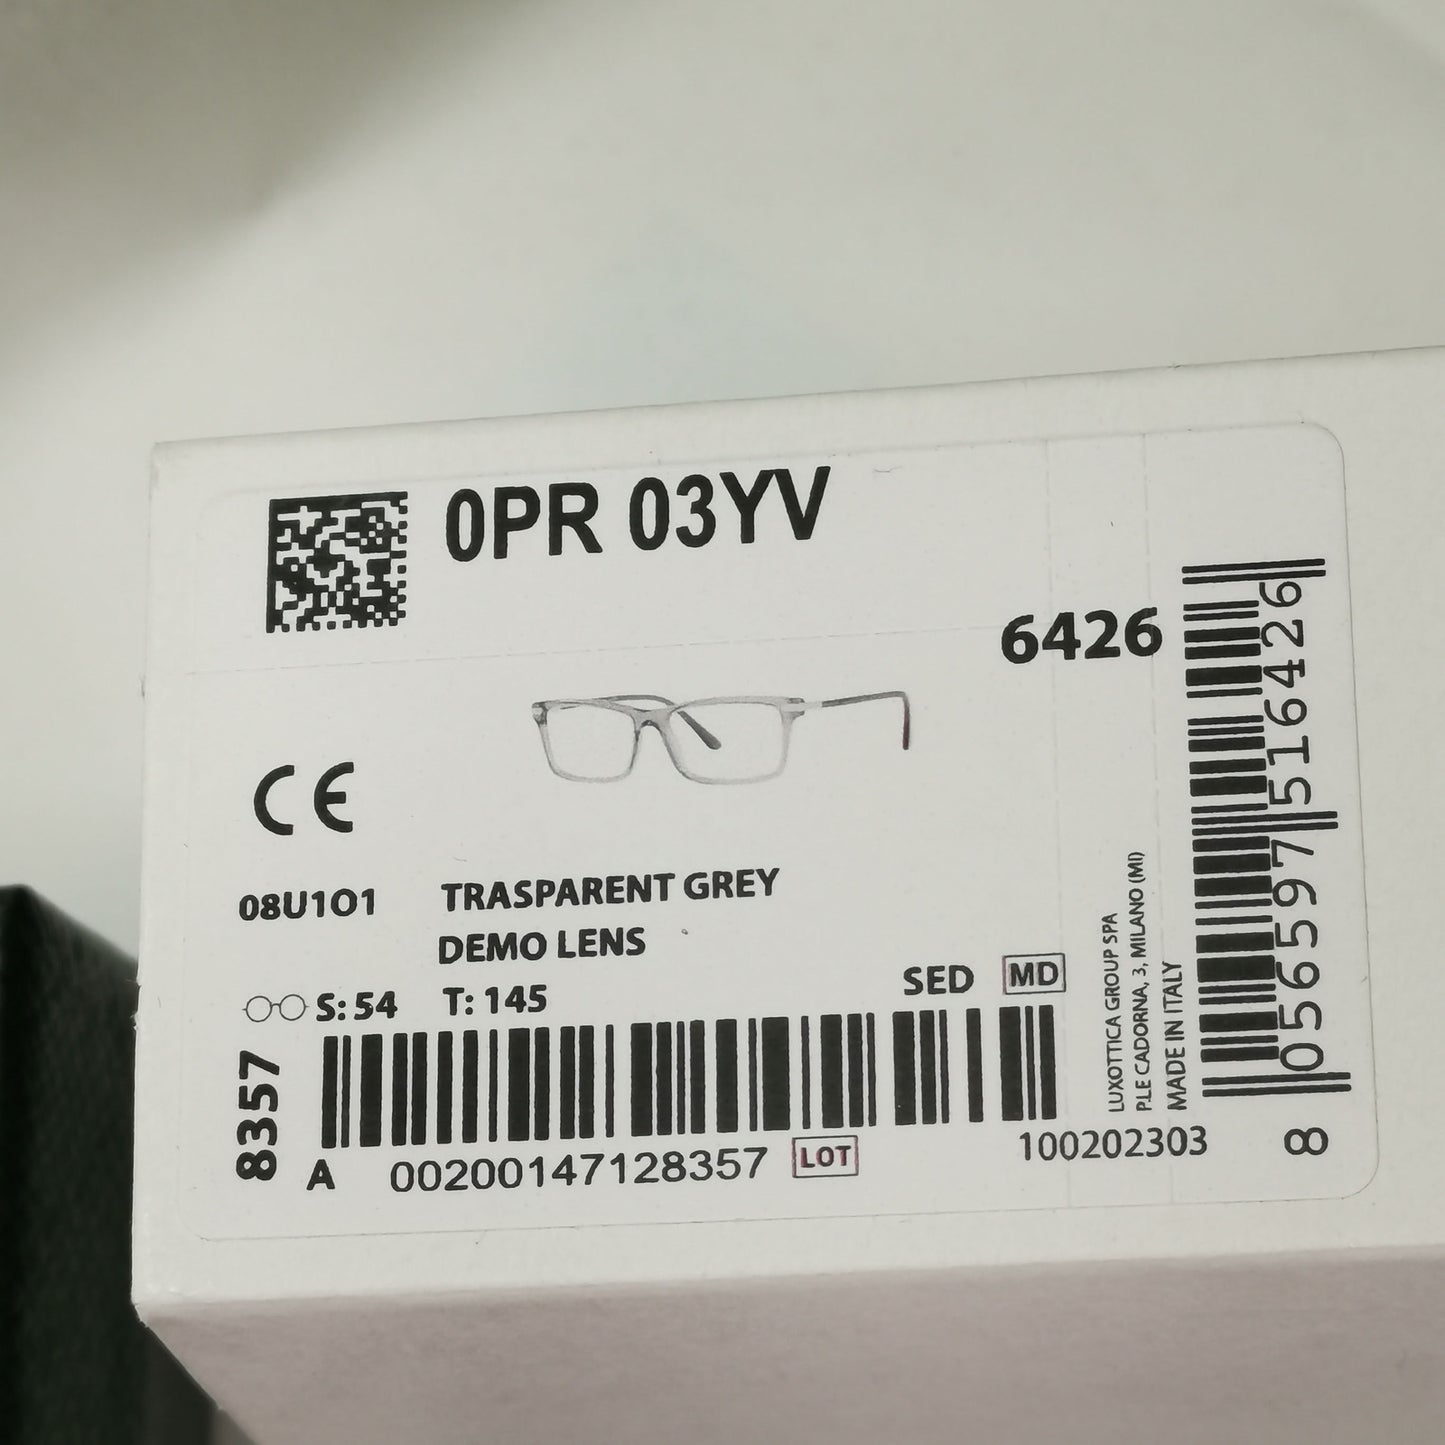 0PR 03YV
6426
CE
08U1O1 TRASPARENT GREY
DEMO LENS
S: 54 T: 145
SED MD
8357
A 00200147128357 LOT 100202303
LUXOTTICA GROUP SPA
P.LE CADORNA, 3, MILANO (MI)
MADE IN ITALY
8 056597 516426